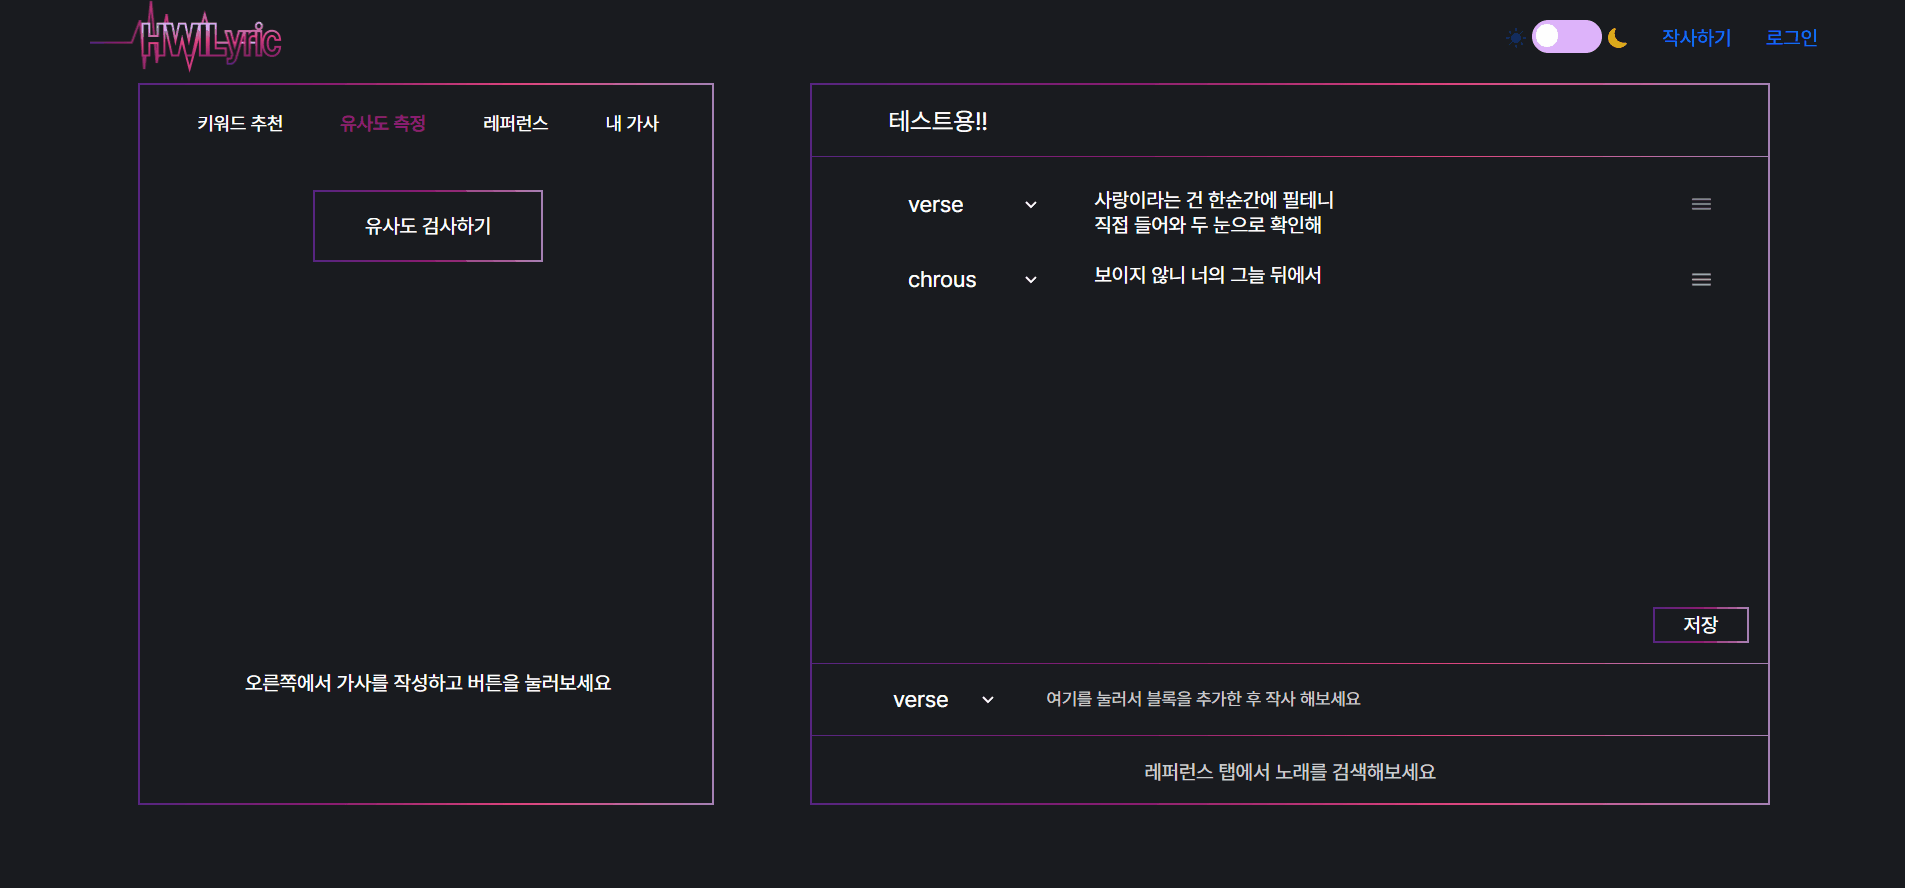 HWILyric
작사하기
로그인
키워드 추천
유사도 측정
레퍼런스
내 가사
유사도 검사하기
오른쪽에서 가사를 작성하고 버튼을 눌러보세요
테스트용!!
verse
사랑이라는 건 한순간에 필테니
직접 들어와 두 눈으로 확인해
chrous
보이지 않니 너의 그늘 뒤에서
저장
verse
여기를 눌러서 블록을 추가한 후 작사 해보세요
레퍼런스 탭에서 노래를 검색해보세요